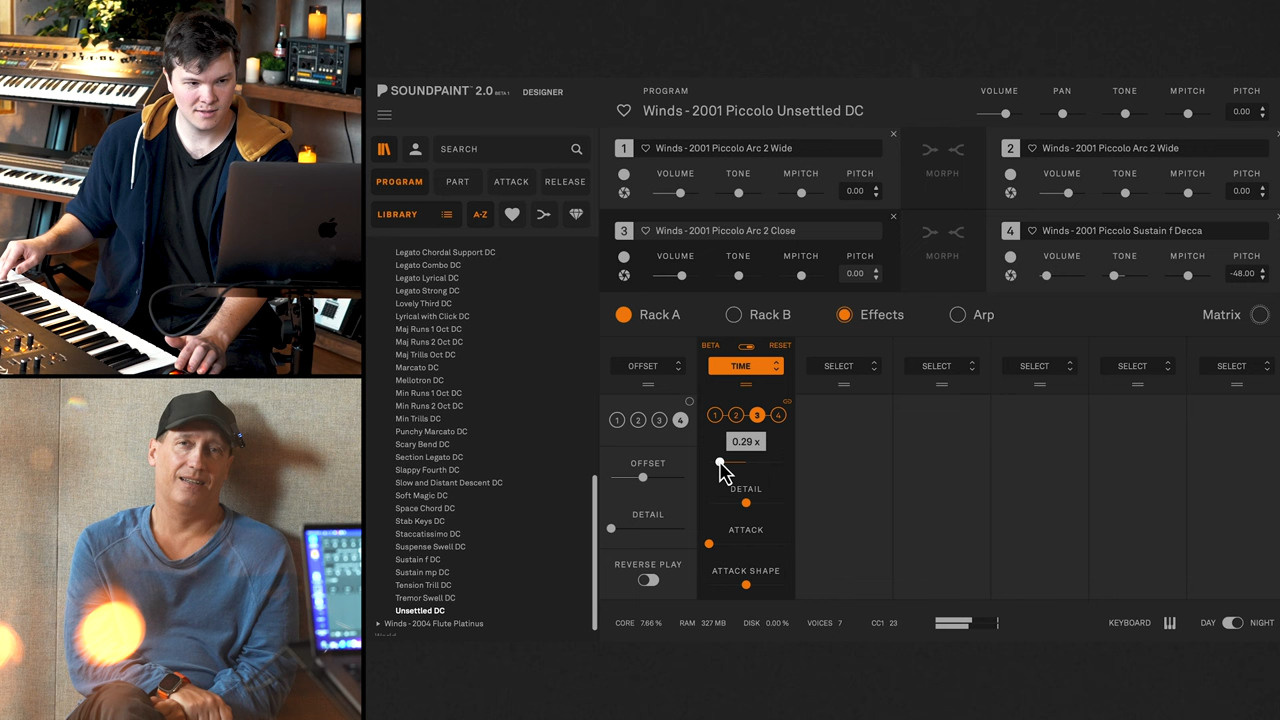 SOUNDPAINT™ 2.0 BETA 1 DESIGNER
PROGRAM
Winds - 2001 Piccolo Unsettled DC
VOLUME PAN TONE MPITCH PITCH
0.00
SEARCH
PROGRAM PART ATTACK RELEASE
LIBRARY A-Z
Legato Chordal Support DC
Legato Combo DC
Legato Lyrical DC
Legato Strong DC
Lovely Third DC
Lyrical with Click DC
Maj Runs 1 Oct DC
Maj Runs 2 Oct DC
Maj Trills Oct DC
Marcato DC
Mellotron DC
Min Runs 1 Oct DC
Min Runs 2 Oct DC
Min Trills DC
Punchy Marcato DC
Scary Bend DC
Section Legato DC
Slappy Fourth DC
Slow and Distant Descent DC
Soft Magic DC
Space Chord DC
Stab Keys DC
Staccatissimo DC
Suspense Swell DC
Sustain f DC
Sustain mp DC
Tension Trill DC
Tremor Swell DC
Unsettled DC
Winds - 2004 Flute Platinus
1 Winds - 2001 Piccolo Arc 2 Wide
VOLUME TONE MPITCH PITCH
0.00
MORPH
2 Winds - 2001 Piccolo Arc 2 Wide
VOLUME TONE MPITCH PITCH
0.00
3 Winds - 2001 Piccolo Arc 2 Close
VOLUME TONE MPITCH PITCH
0.00
MORPH
4 Winds - 2001 Piccolo Sustain f Decca
VOLUME TONE MPITCH PITCH
-48.00
Rack A Rack B Effects Arp Matrix
BETA RESET
OFFSET TIME SELECT SELECT SELECT SELECT SELECT
1 2 3 4
OFFSET
DETAIL
REVERSE PLAY
1 2 3 4
0.29 x
DETAIL
ATTACK
ATTACK SHAPE
CORE 7.66 % RAM 327 MB DISK 0.00 % VOICES 7 CC1 23 KEYBOARD DAY NIGHT